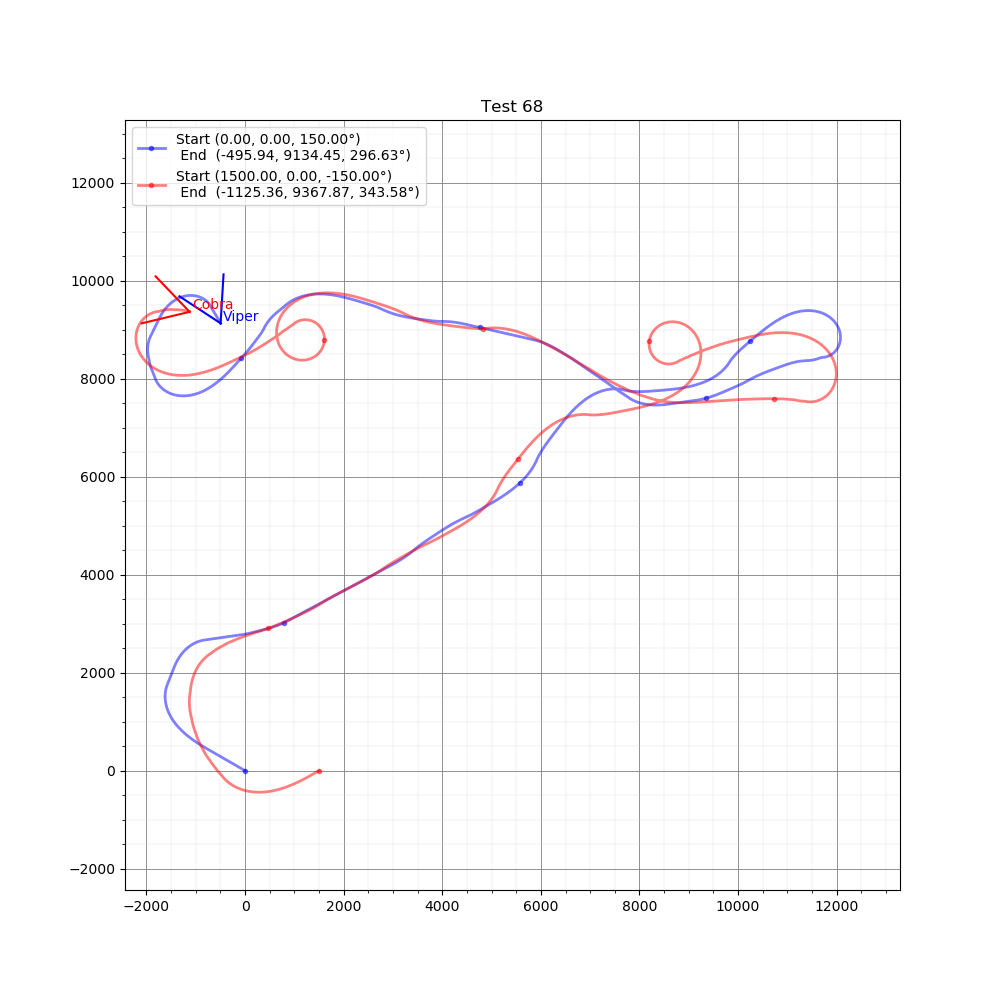 Test 68
Start (0.00, 0.00, 150.00°)
End (-495.94, 9134.45, 296.63°)
Start (1500.00, 0.00, -150.00°)
End (-1125.36, 9367.87, 343.58°)
12000
10000
Cobra
Viper
8000
6000
4000
2000
0
−2000
−2000 0 2000 4000 6000 8000 10000 12000